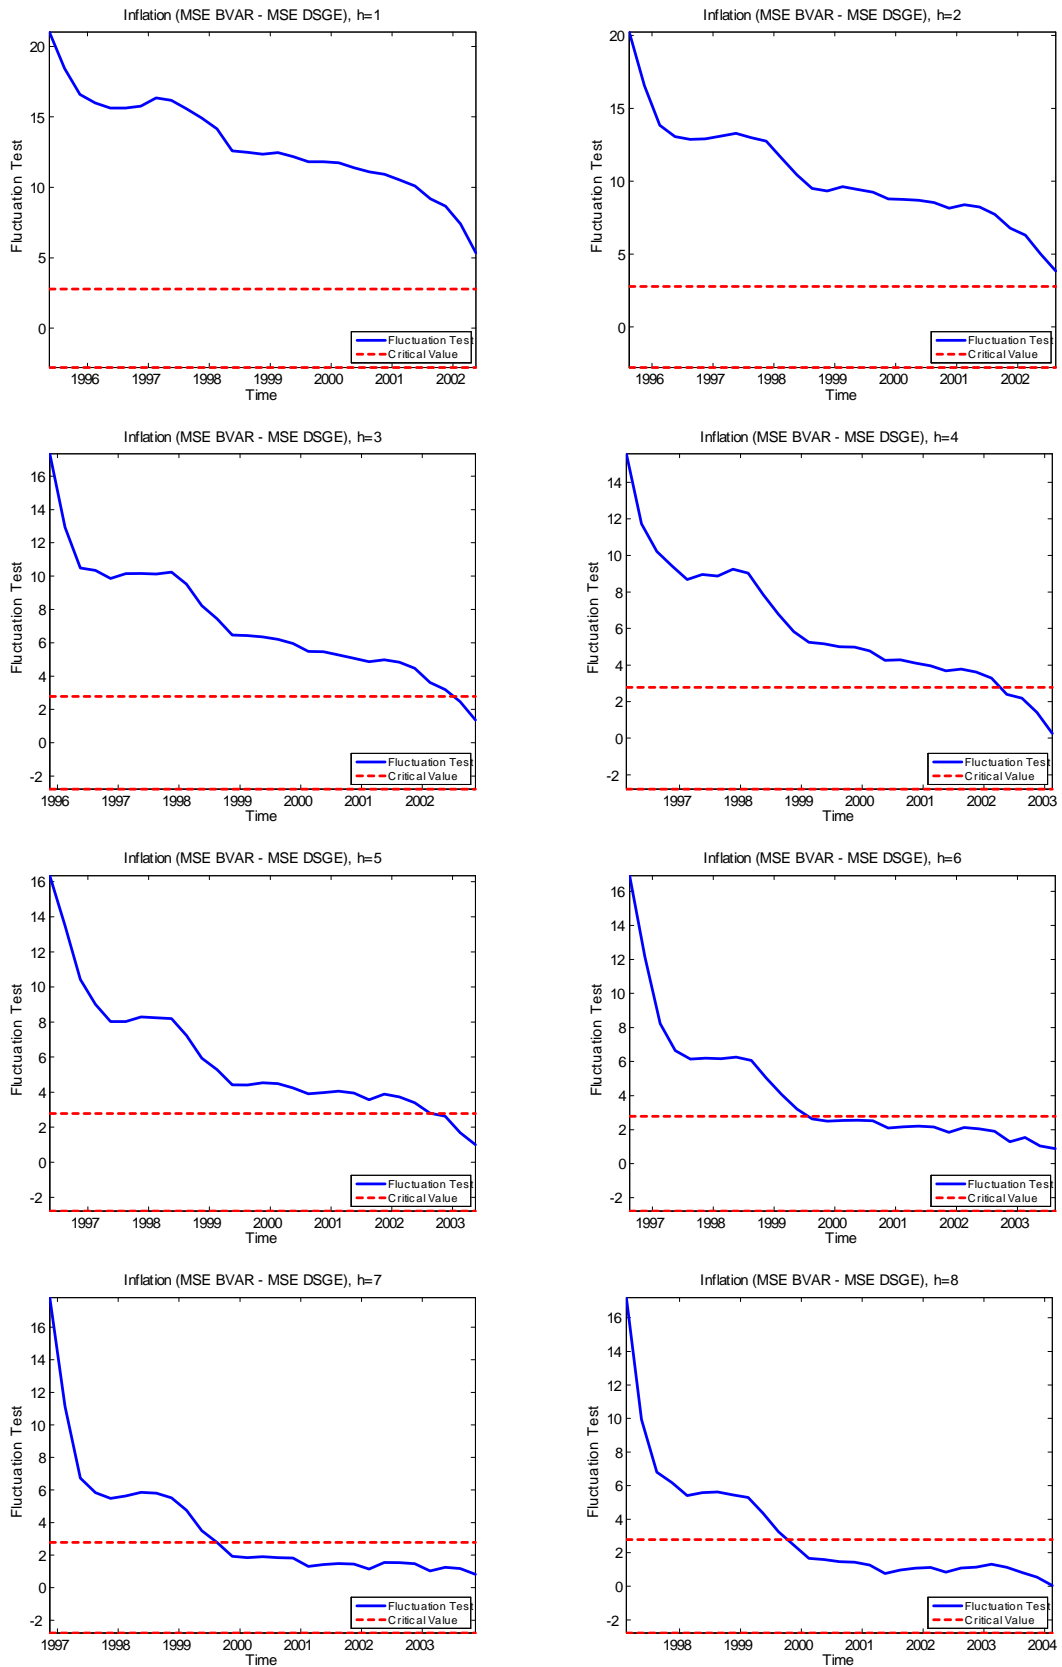 Inflation (MSE BVAR - MSE DSGE), h=1
20
15
10
5
0
Fluctuation Test
Fluctuation Test
Critical Value
1996 1997 1998 1999 2000 2001 2002
Time
Inflation (MSE BVAR - MSE DSGE), h=2
20
15
10
5
0
Fluctuation Test
Fluctuation Test
Critical Value
1996 1997 1998 1999 2000 2001 2002
Time
Inflation (MSE BVAR - MSE DSGE), h=3
16
14
12
10
8
6
4
2
0
-2
Fluctuation Test
Fluctuation Test
Critical Value
1996 1997 1998 1999 2000 2001 2002
Time
Inflation (MSE BVAR - MSE DSGE), h=4
14
12
10
8
6
4
2
0
-2
Fluctuation Test
Fluctuation Test
Critical Value
1997 1998 1999 2000 2001 2002 2003
Time
Inflation (MSE BVAR - MSE DSGE), h=5
16
14
12
10
8
6
4
2
0
-2
Fluctuation Test
Fluctuation Test
Critical Value
1997 1998 1999 2000 2001 2002 2003
Time
Inflation (MSE BVAR - MSE DSGE), h=6
16
14
12
10
8
6
4
2
0
-2
Fluctuation Test
Fluctuation Test
Critical Value
1997 1998 1999 2000 2001 2002 2003
Time
Inflation (MSE BVAR - MSE DSGE), h=7
16
14
12
10
8
6
4
2
0
-2
Fluctuation Test
Fluctuation Test
Critical Value
1997 1998 1999 2000 2001 2002 2003
Time
Inflation (MSE BVAR - MSE DSGE), h=8
16
14
12
10
8
6
4
2
0
-2
Fluctuation Test
Fluctuation Test
Critical Value
1998 1999 2000 2001 2002 2003 2004
Time